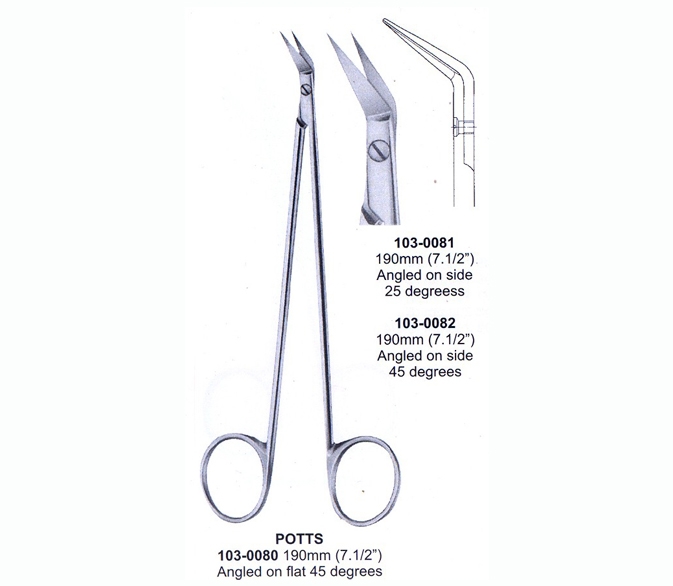 103-0081
190mm (7.1/2”)
Angled on side
25 degreess
103-0082
190mm (7.1/2”)
Angled on side
45 degrees
POTTS
103-0080 190mm (7.1/2”)
Angled on flat 45 degrees